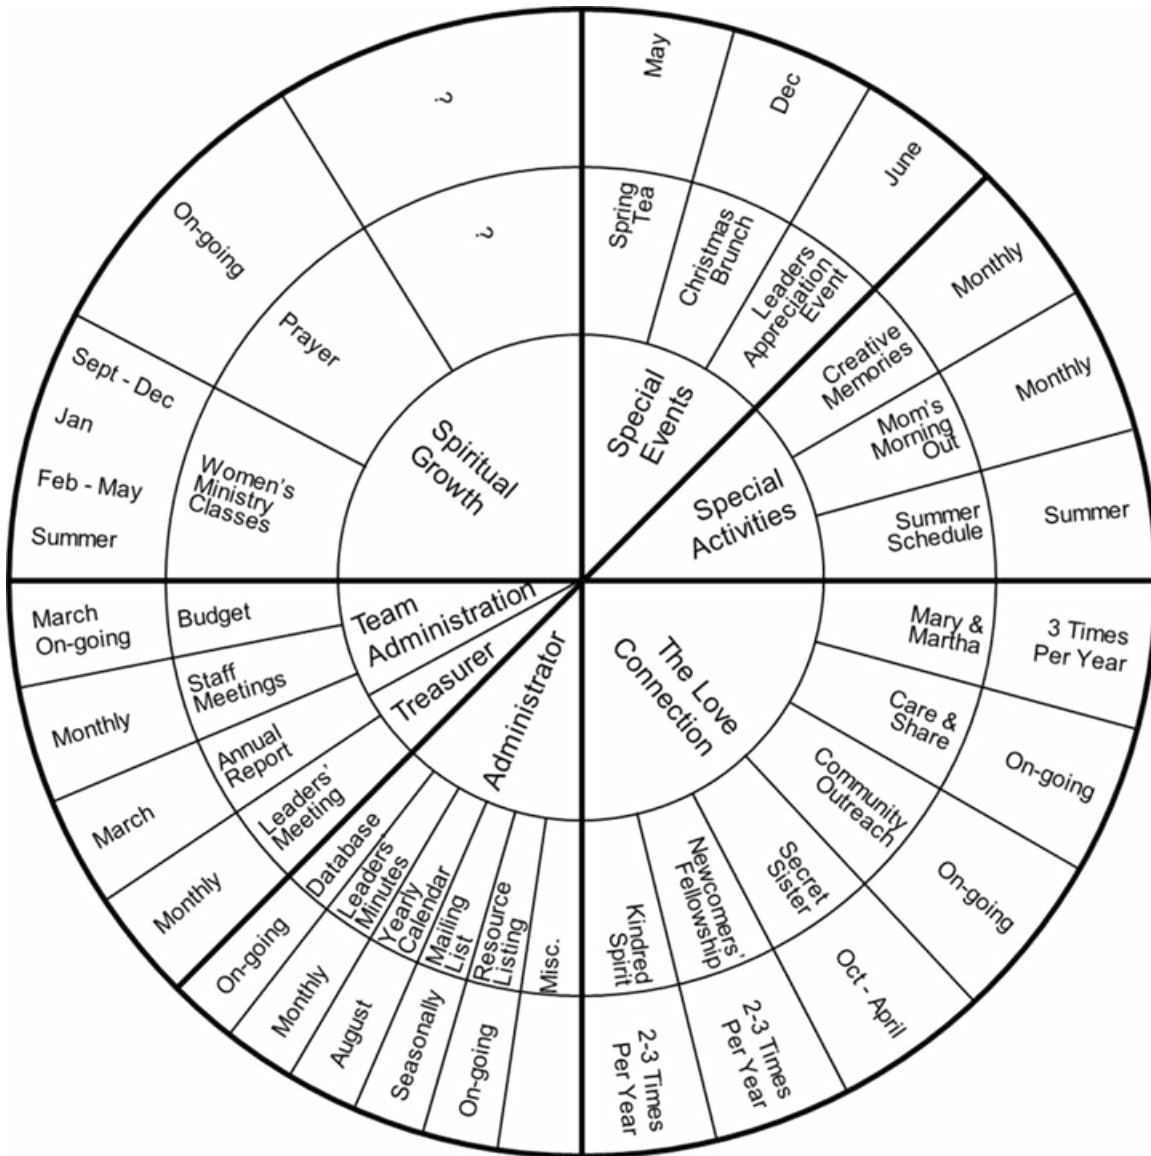 May
Dec
June
Spring
Tea
Christmas
Brunch
Leaders
Appreciation
Event
Special
Events
Monthly
Monthly
Summer
Creative
Memories
Mom's
Morning
Out
Summer
Schedule
Special
Activities
3 Times
Per Year
On-going
On-going
Oct - April
2-3 Times
Per Year
2-3 Times
Per Year
Mary &
Martha
Care &
Share
Community
Outreach
Secret
Sister
Newcomers'
Fellowship
Kindred
Spirit
The Love
Connection
Administrator
Misc.
Resource
Listing
Mailing
List
Yearly
Calendar
Leaders'
Minutes
Database
On-going
Seasonally
August
Monthly
On-going
Team
Administration
Treasurer
Leaders'
Meeting
Annual
Report
Staff
Meetings
Budget
Monthly
March
Monthly
March
On-going
Spiritual
Growth
Women's
Ministry
Classes
Prayer
?
Sept - Dec
Jan
Feb - May
Summer
On-going
?